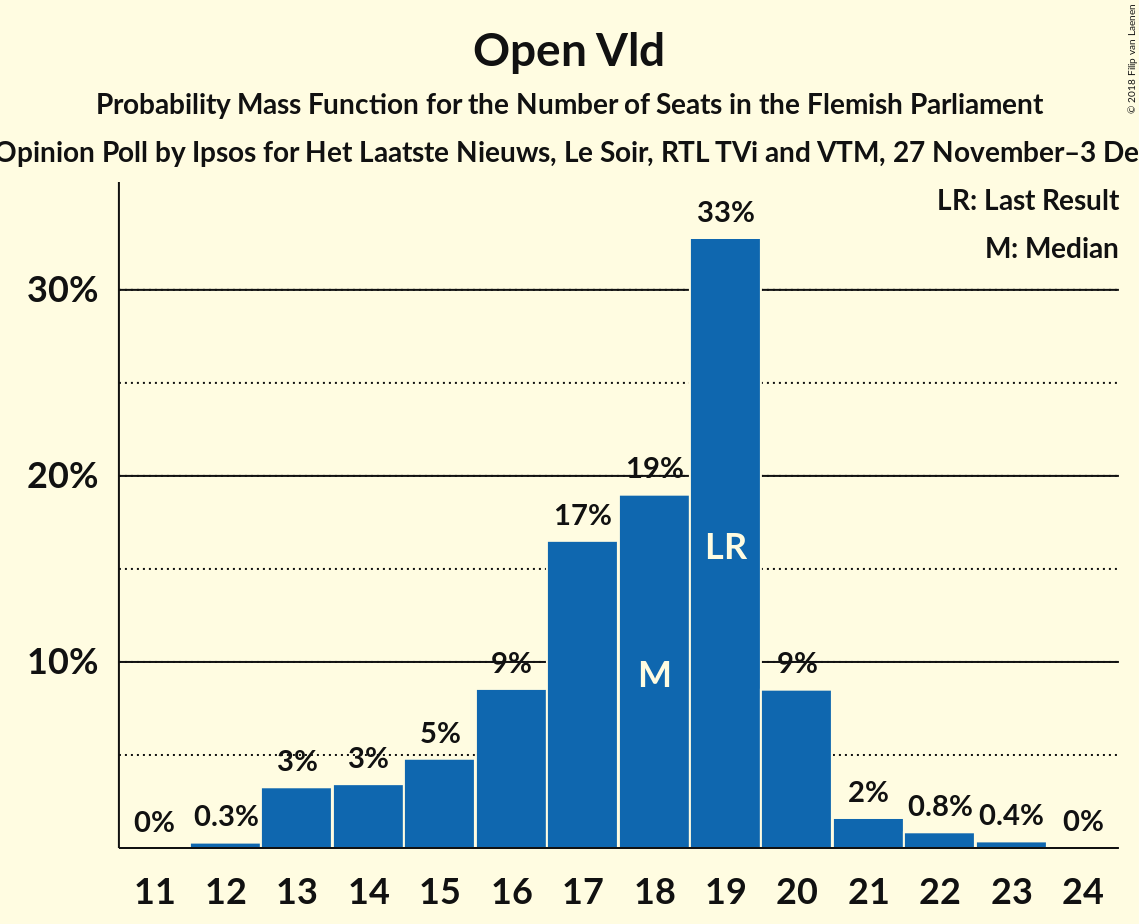 Open Vld
Probability Mass Function for the Number of Seats in the Flemish Parliament
Opinion Poll by Ipsos for Het Laatste Nieuws, Le Soir, RTL TVi and VTM, 27 November–3 De
© 2018 Filip van Laenen
LR: Last Result
M: Median
33%
30%
20%
19%
17%
LR
10%
9%
M
9%
5%
3%
3%
2%
0%
0.3%
0.8%
0.4%
0%
11 12 13 14 15 16 17 18 19 20 21 22 23 24